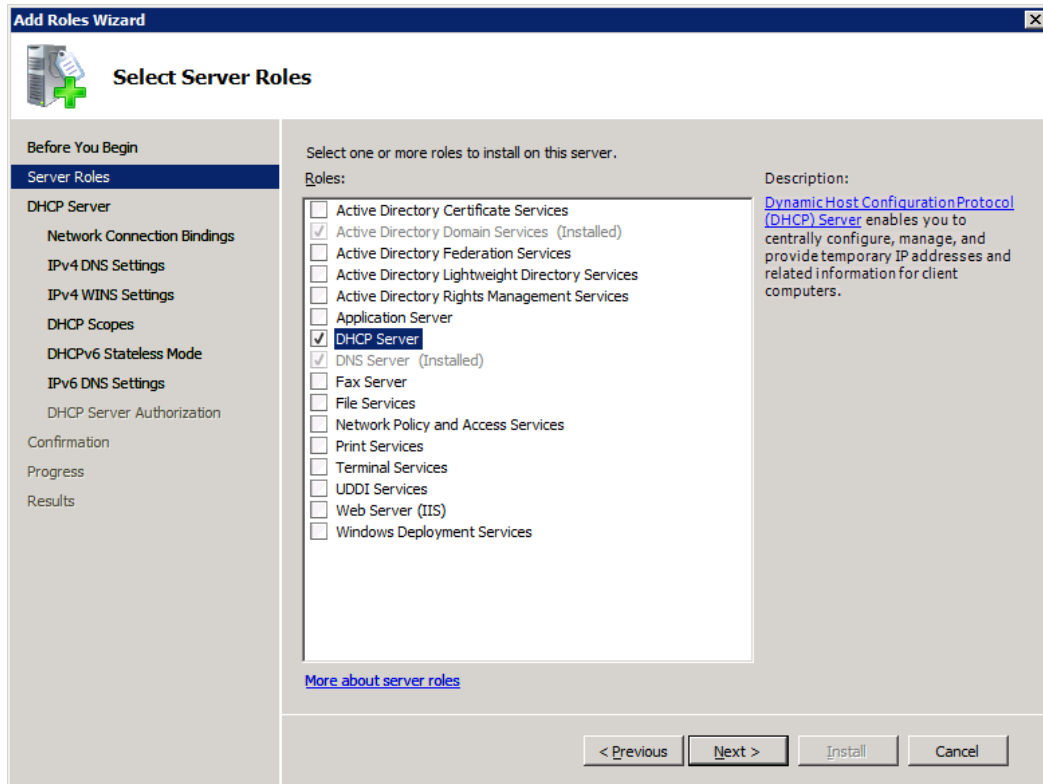 Add Roles Wizard
Select Server Roles
Before You Begin
Server Roles
DHCP Server
Network Connection Bindings
IPv4 DNS Settings
IPv4 WINS Settings
DHCP Scopes
DHCPv6 Stateless Mode
IPv6 DNS Settings
DHCP Server Authorization
Confirmation
Progress
Results
Select one or more roles to install on this server.
Roles:
Active Directory Certificate Services
Active Directory Domain Services (Installed)
Active Directory Federation Services
Active Directory Lightweight Directory Services
Active Directory Rights Management Services
Application Server
DHCP Server
DNS Server (Installed)
Fax Server
File Services
Network Policy and Access Services
Print Services
Terminal Services
UDDI Services
Web Server (IIS)
Windows Deployment Services
More about server roles
Description:
Dynamic Host Configuration Protocol
(DHCP) Server enables you to
centrally configure, manage, and
provide temporary IP addresses and
related information for client
computers.
< Previous
Next >
Install
Cancel